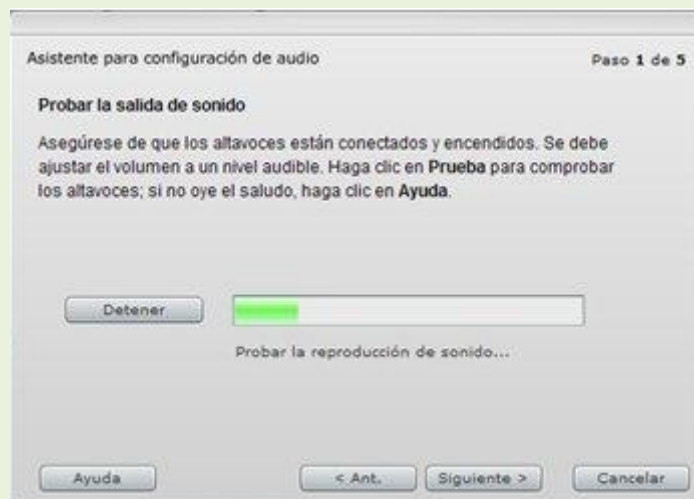 Asistente para configuración de audio Paso 1 de 5
Probar la salida de sonido
Asegúrese de que los altavoces están conectados y encendidos. Se debe
ajustar el volumen a un nivel audible. Haga clic en Prueba para comprobar
los altavoces; si no oye el saludo, haga clic en Ayuda.
Detener
Probar la reproducción de sonido...
Ayuda < Ant. Siguiente > Cancelar